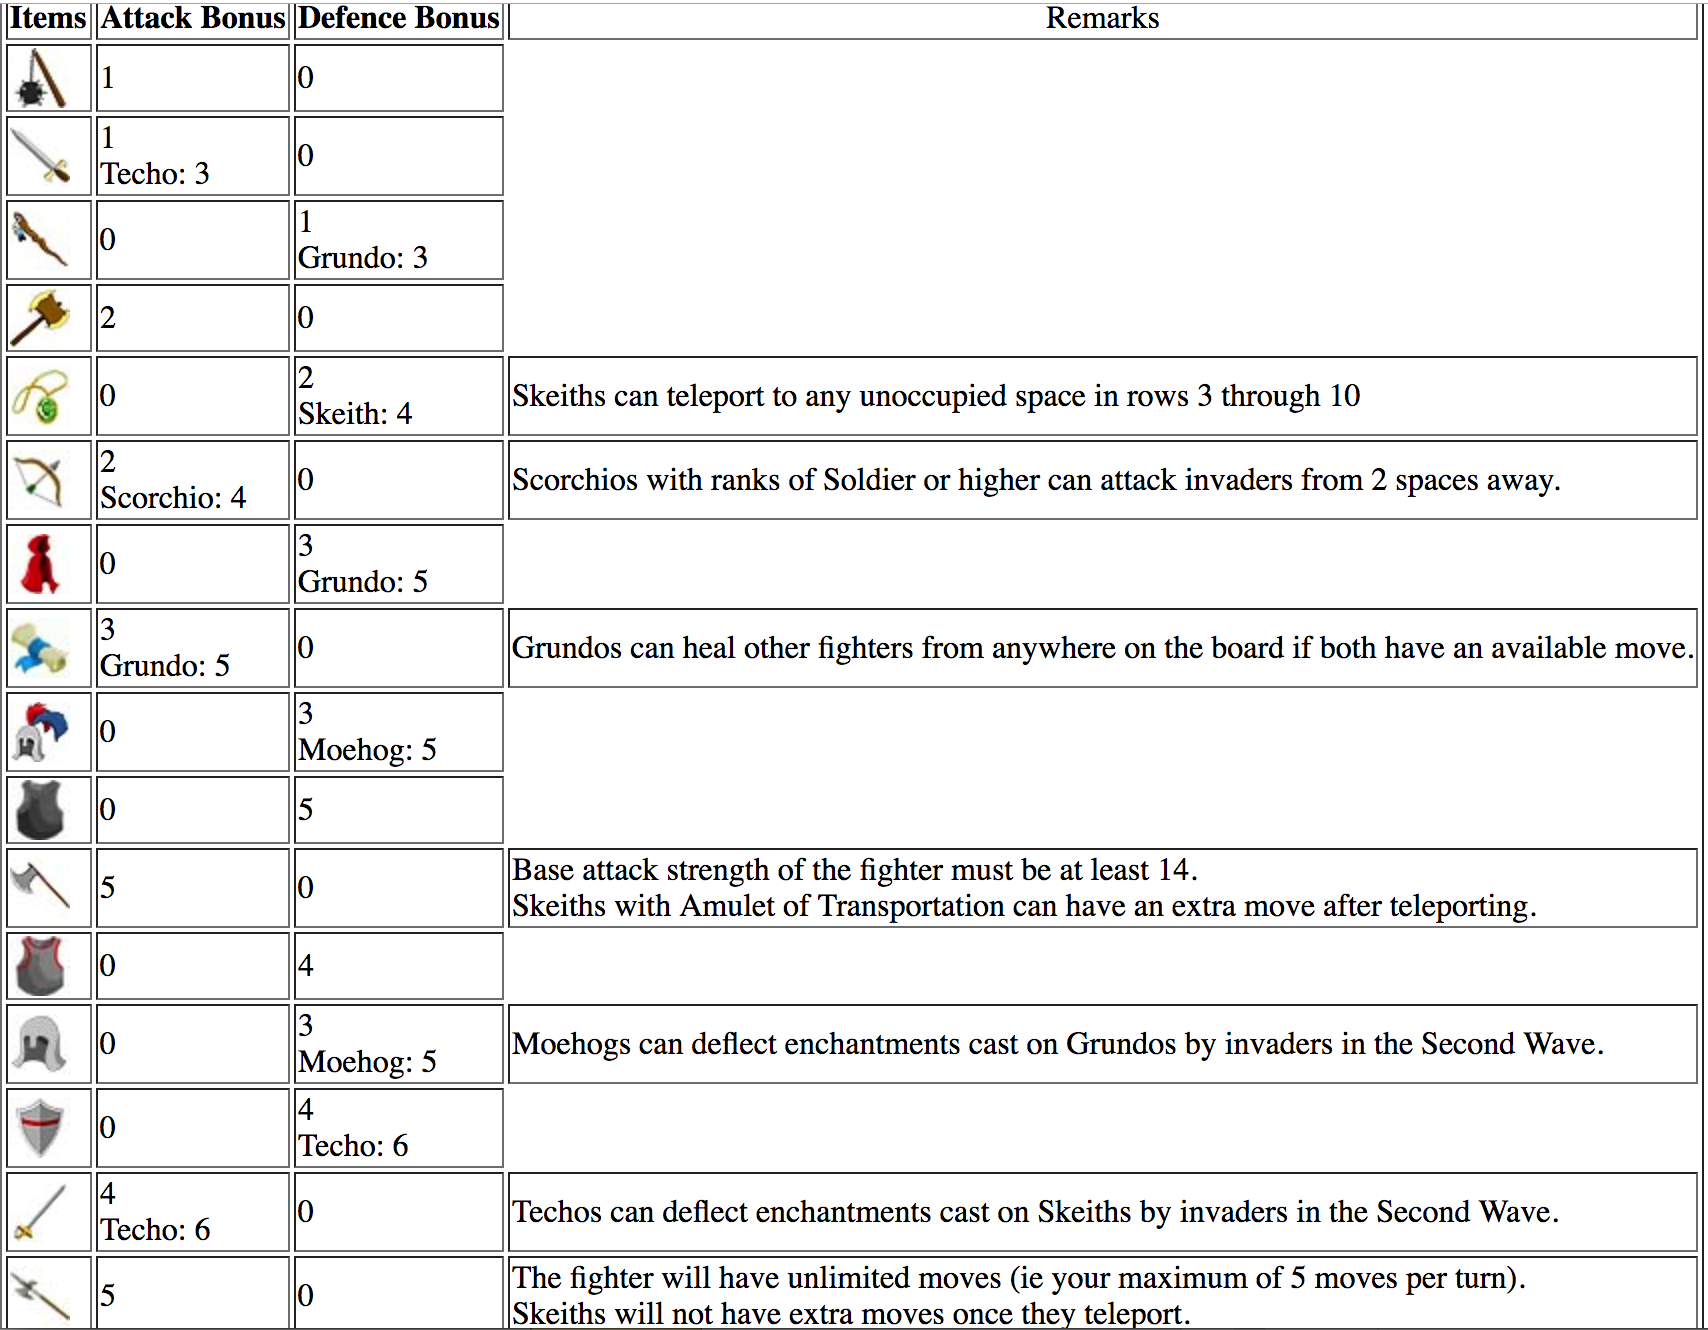 Items Attack Bonus Defence Bonus Remarks
1 0
1
Techo: 3
0
0
1
Grundo: 3
2 0
0
2
Skeith: 4
Skeiths can teleport to any unoccupied space in rows 3 through 10
2
Scorchio: 4
0
Scorchios with ranks of Soldier or higher can attack invaders from 2 spaces away.
0
3
Grundo: 5
3
Grundo: 5
0
Grundos can heal other fighters from anywhere on the board if both have an available move.
0
3
Moehog: 5
0 5
5 0
Base attack strength of the fighter must be at least 14.
Skeiths with Amulet of Transportation can have an extra move after teleporting.
0 4
0
3
Moehog: 5
Moehogs can deflect enchantments cast on Grundos by invaders in the Second Wave.
0
4
Techo: 6
4
Techo: 6
0
Techos can deflect enchantments cast on Skeiths by invaders in the Second Wave.
5 0
The fighter will have unlimited moves (ie your maximum of 5 moves per turn).
Skeiths will not have extra moves once they teleport.